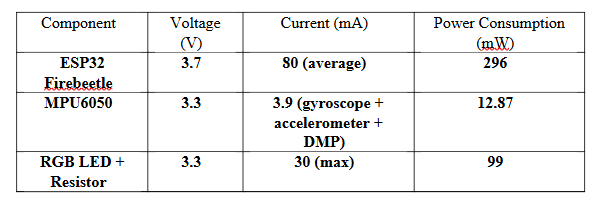 Component Voltage (V) Current (mA) Power Consumption (mW)
ESP32 Firebeetle 3.7 80 (average) 296
MPU6050 3.3 3.9 (gyroscope + accelerometer + DMP) 12.87
RGB LED + Resistor 3.3 30 (max) 99